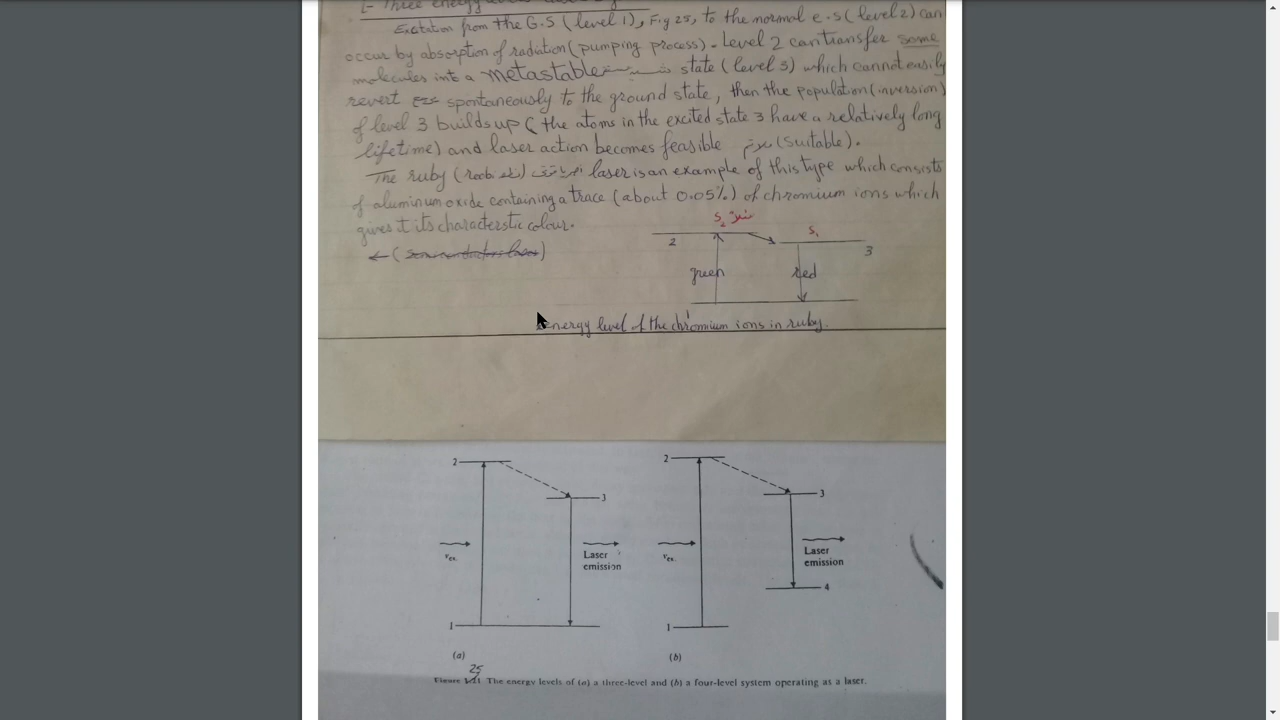 1- Three energy
Excitation from the G.S (level 1), Fig 25, to the normal e.s (level 2) can
occur by absorption of radiation (pumping process). Level 2 can transfer some
molecules into a metastable state (level 3) which cannot easily
revert spontaneously to the ground state, then the population (inversion)
of level 3 builds up ( the atoms in the excited state 3 have a relatively long
lifetime) and laser action becomes feasible (Suitable).
The ruby ( laser is an example of this type which consists
of aluminum oxide containing a trace (about 0.05%) of chromium ions which
gives it its characterstic colour.
S2
S1
2
3
← ( )
green
red
1
Energy level of the chromium ions in ruby.
2
3
νex.
Laser
emission
1
(a)
2
3
νex.
Laser
emission
4
1
(b)
25
Figure The energy levels of (a) a three-level and (b) a four-level system operating as a laser.